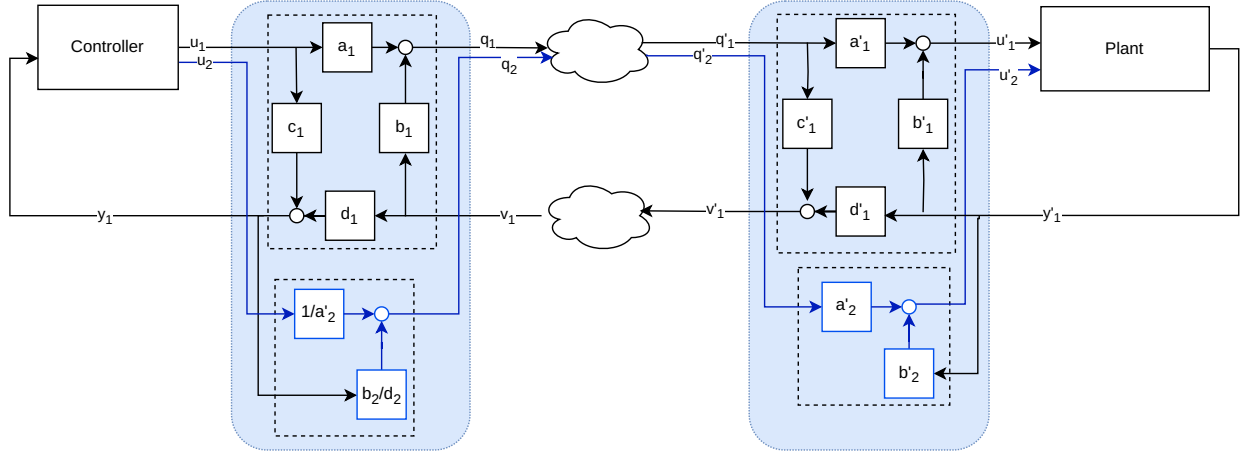 Controller
u₁
u₂
a₁
q₁
q₂
q'₁
q'₂
a'₁
u'₁
u'₂
Plant
c₁
b₁
c'₁
b'₁
y₁
d₁
v₁
v'₁
d'₁
y'₁
1/a'₂
b₂/d₂
a'₂
b'₂